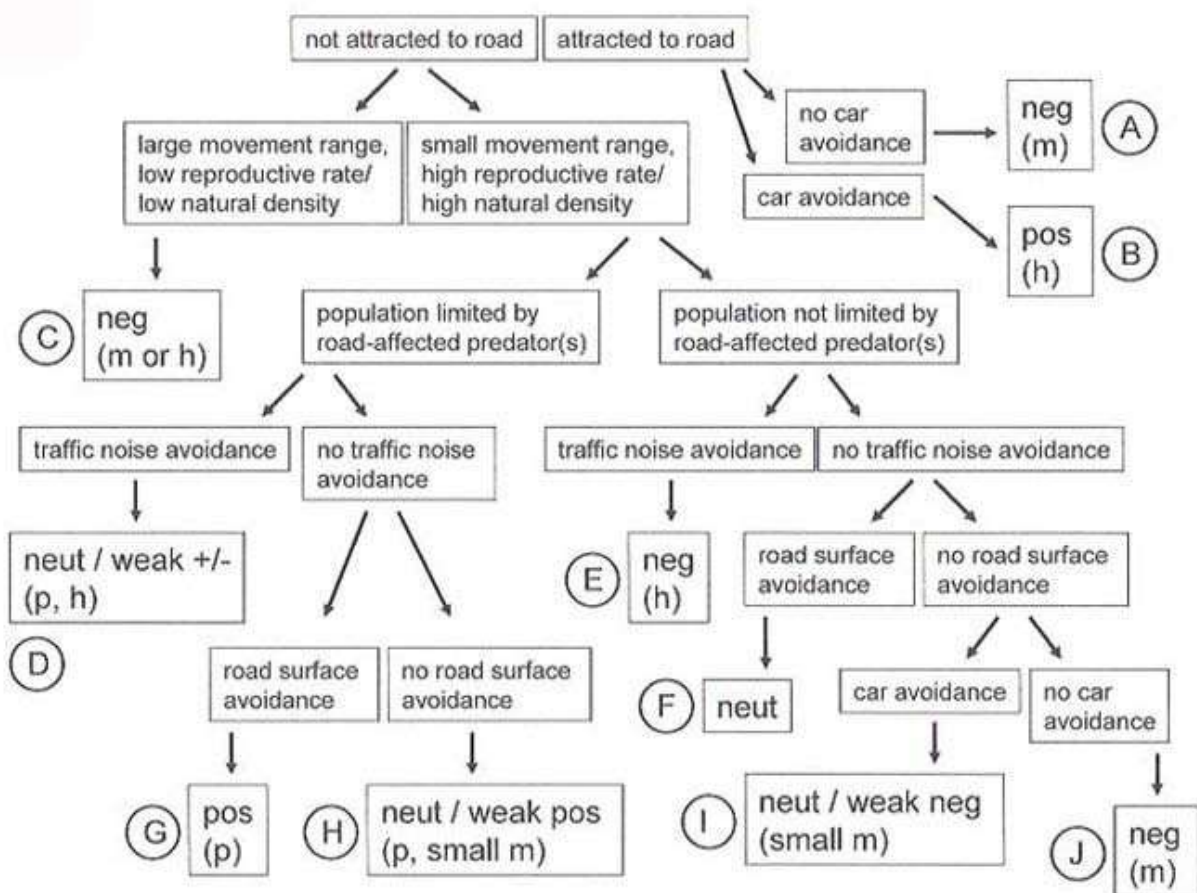 not attracted to road
attracted to road
no car
avoidance
neg
(m)
A
large movement range,
low reproductive rate/
low natural density
small movement range,
high reproductive rate/
high natural density
car avoidance
pos
(h)
B
C
neg
(m or h)
population limited by
road-affected predator(s)
population not limited by
road-affected predator(s)
traffic noise avoidance
no traffic noise
avoidance
traffic noise avoidance
no traffic noise avoidance
neut / weak +/-
(p, h)
D
E
neg
(h)
road surface
avoidance
no road surface
avoidance
road surface
avoidance
no road surface
avoidance
F
neut
car avoidance
no car
avoidance
G
pos
(p)
H
neut / weak pos
(p, small m)
I
neut / weak neg
(small m)
J
neg
(m)